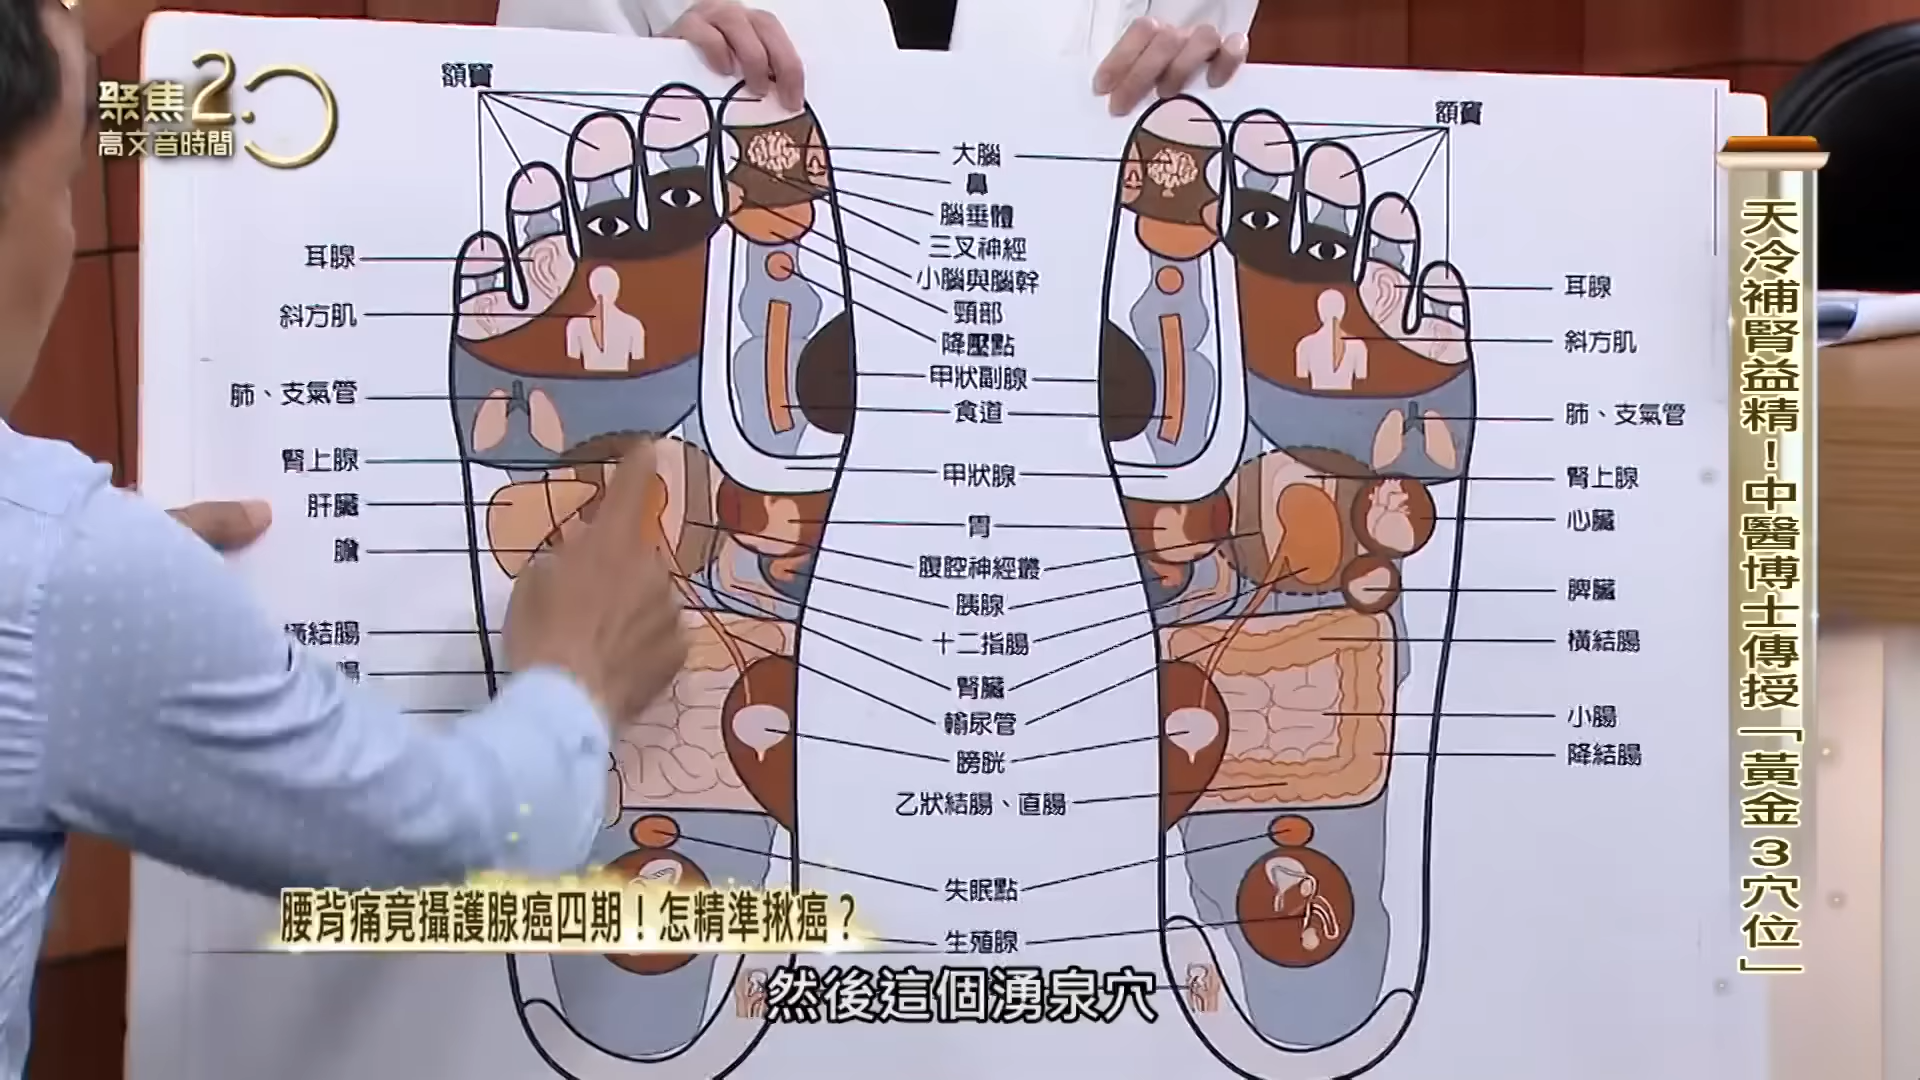 聚焦2.0
高文音時間
額竇
耳腺
斜方肌
肺、支氣管
腎上腺
肝臟
膽
橫結腸
腸
大腦
鼻
腦垂體
三叉神經
小腦與腦幹
頸部
降壓點
甲狀副腺
食道
甲狀腺
胃
腹腔神經叢
胰腺
十二指腸
腎臟
輸尿管
膀胱
乙狀結腸、直腸
失眠點
生殖腺
額竇
耳腺
斜方肌
肺、支氣管
腎上腺
心臟
脾臟
橫結腸
小腸
降結腸
天冷補腎益精！中醫博士傳授「黃金3穴位」
腰背痛竟攝護腺癌四期！怎精準揪癌？
然後這個湧泉穴